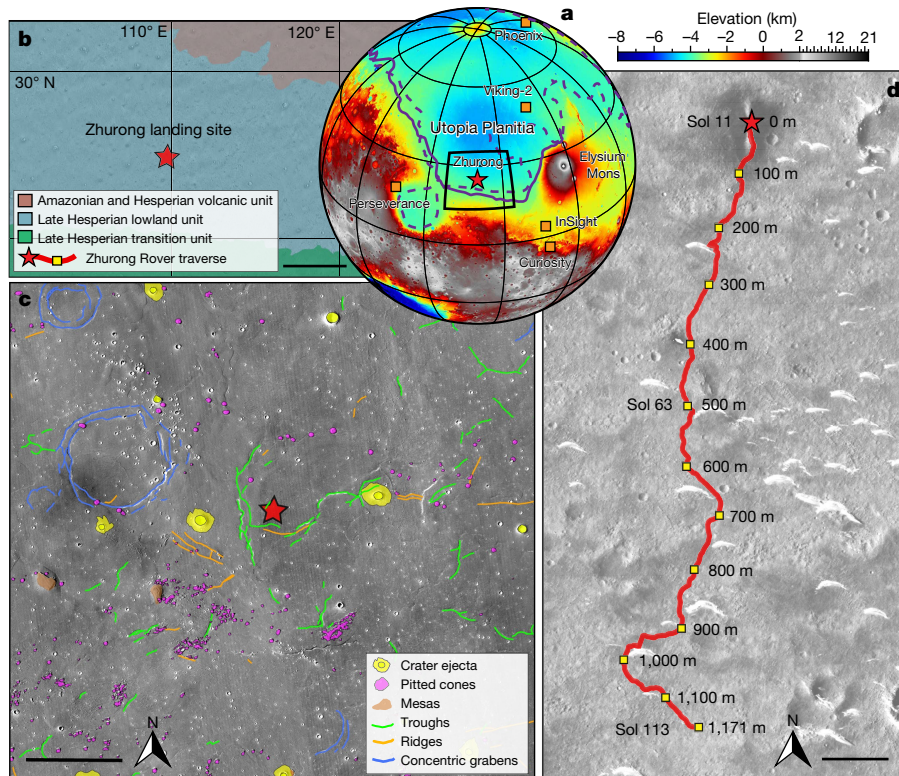 a
Elevation (km)
−8 −6 −4 −2 0 2 12 21
b
110° E
120° E
30° N
Zhurong landing site
Amazonian and Hesperian volcanic unit
Late Hesperian lowland unit
Late Hesperian transition unit
Zhurong Rover traverse
Phoenix
Viking-2
Utopia Planitia
Zhurong
Elysium
Mons
Perseverance
InSight
Curiosity
c
Crater ejecta
Pitted cones
Mesas
Troughs
Ridges
Concentric grabens
N
d
Sol 11
0 m
100 m
200 m
300 m
400 m
Sol 63
500 m
600 m
700 m
800 m
900 m
1,000 m
1,100 m
Sol 113
1,171 m
N